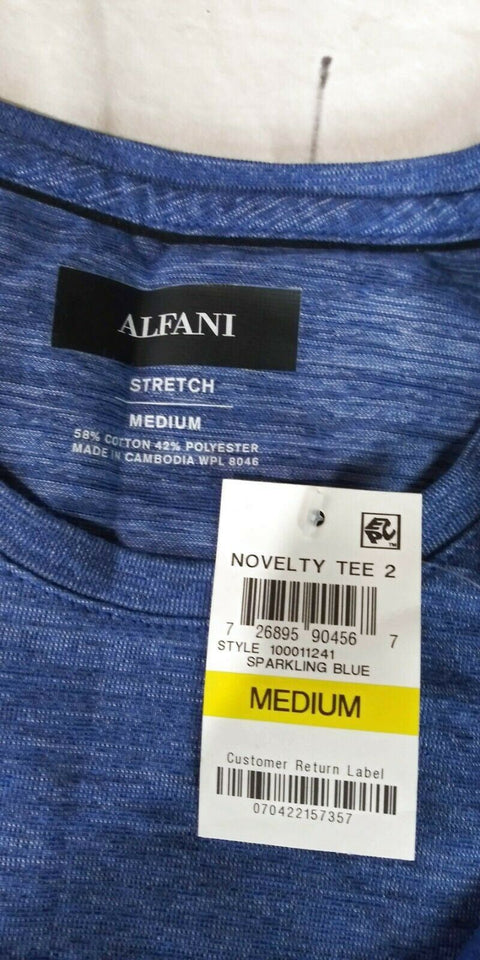 ALFANI
STRETCH
MEDIUM
58% COTTON 42% POLYESTER
MADE IN CAMBODIA WPL 8046
NOVELTY TEE 2
7 26895 90456 7
STYLE 100011241
SPARKLING BLUE
MEDIUM
Customer Return Label
070422157357